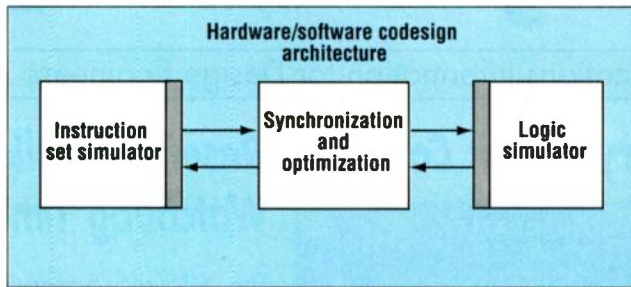 Hardware/software codesign
architecture
Instruction
set simulator
Synchronization
and
optimization
Logic
simulator